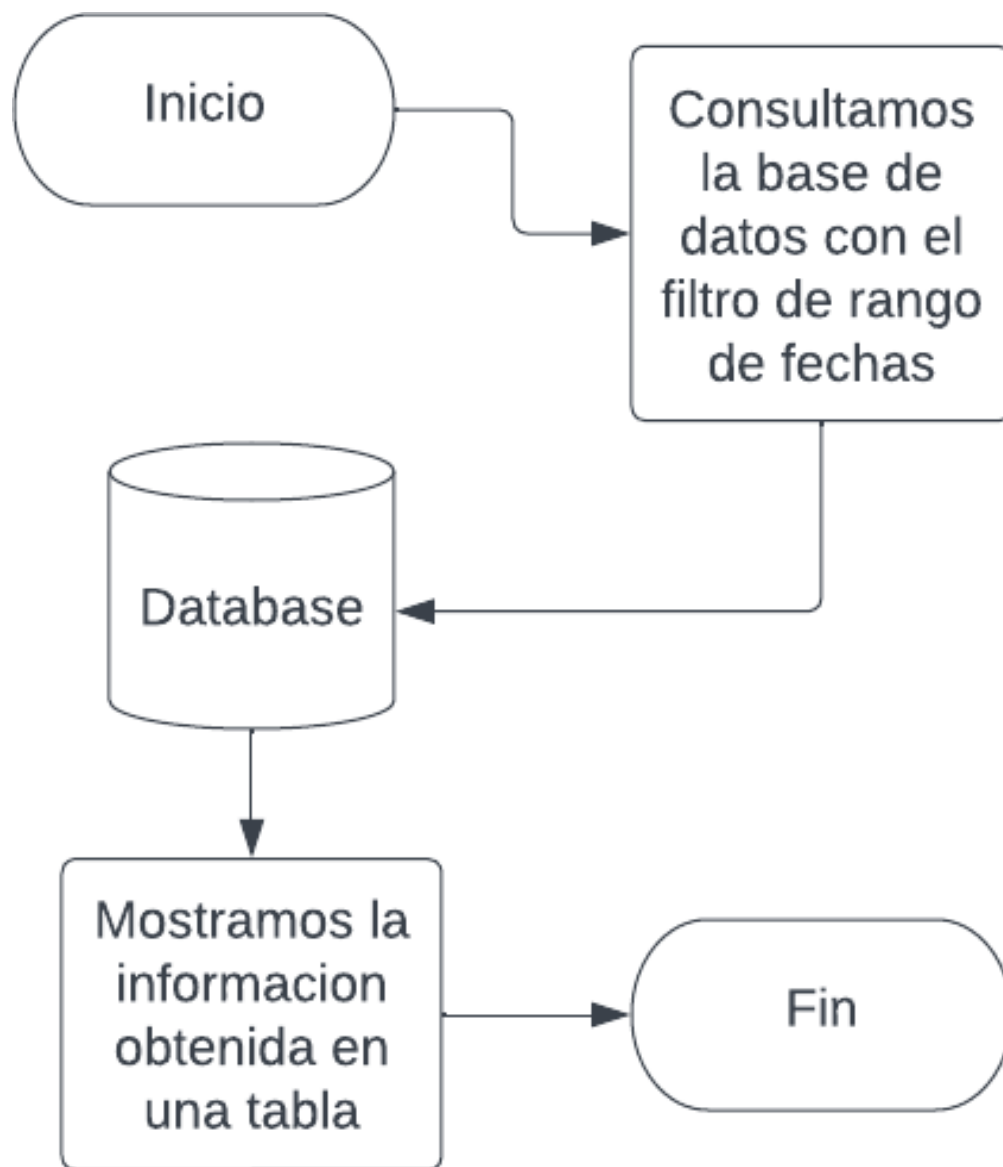 Inicio
Consultamos
la base de
datos con el
filtro de rango
de fechas
Database
Mostramos la
informacion
obtenida en
una tabla
Fin